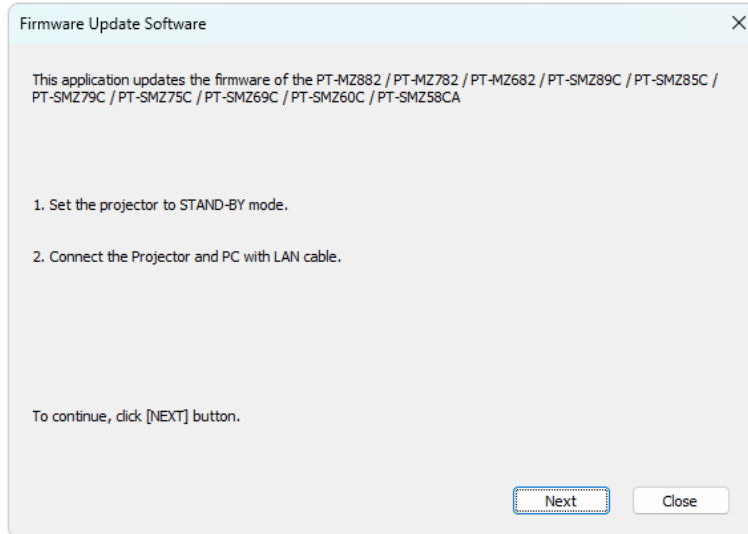 Firmware Update Software
This application updates the firmware of the PT-MZ882 / PT-MZ782 / PT-MZ682 / PT-SMZ89C / PT-SMZ85C /
PT-SMZ79C / PT-SMZ75C / PT-SMZ69C / PT-SMZ60C / PT-SMZ58CA
1. Set the projector to STAND-BY mode.
2. Connect the Projector and PC with LAN cable.
To continue, click [NEXT] button.
Next
Close